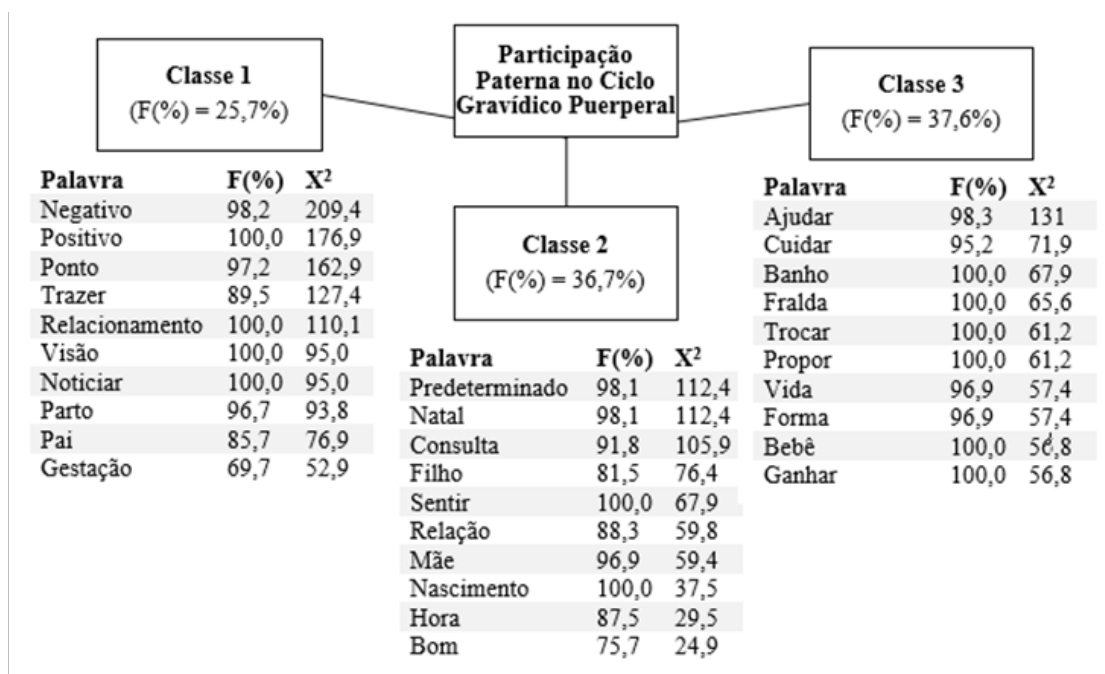 Participação
Paterna no Ciclo
Gravídico Puerperal
Classe 1
(F(%) = 25,7%)
Palavra F(%) X²
Negativo 98,2 209,4
Positivo 100,0 176,9
Ponto 97,2 162,9
Trazer 89,5 127,4
Relacionamento 100,0 110,1
Visão 100,0 95,0
Noticiar 100,0 95,0
Parto 96,7 93,8
Pai 85,7 76,9
Gestação 69,7 52,9
Classe 2
(F(%) = 36,7%)
Palavra F(%) X²
Predeterminado 98,1 112,4
Natal 98,1 112,4
Consulta 91,8 105,9
Filho 81,5 76,4
Sentir 100,0 67,9
Relação 88,3 59,8
Mãe 96,9 59,4
Nascimento 100,0 37,5
Hora 87,5 29,5
Bom 75,7 24,9
Classe 3
(F(%) = 37,6%)
Palavra F(%) X²
Ajudar 98,3 131
Cuidar 95,2 71,9
Banho 100,0 67,9
Fralda 100,0 65,6
Trocar 100,0 61,2
Propor 100,0 61,2
Vida 96,9 57,4
Forma 96,9 57,4
Bebê 100,0 56,8
Ganhar 100,0 56,8